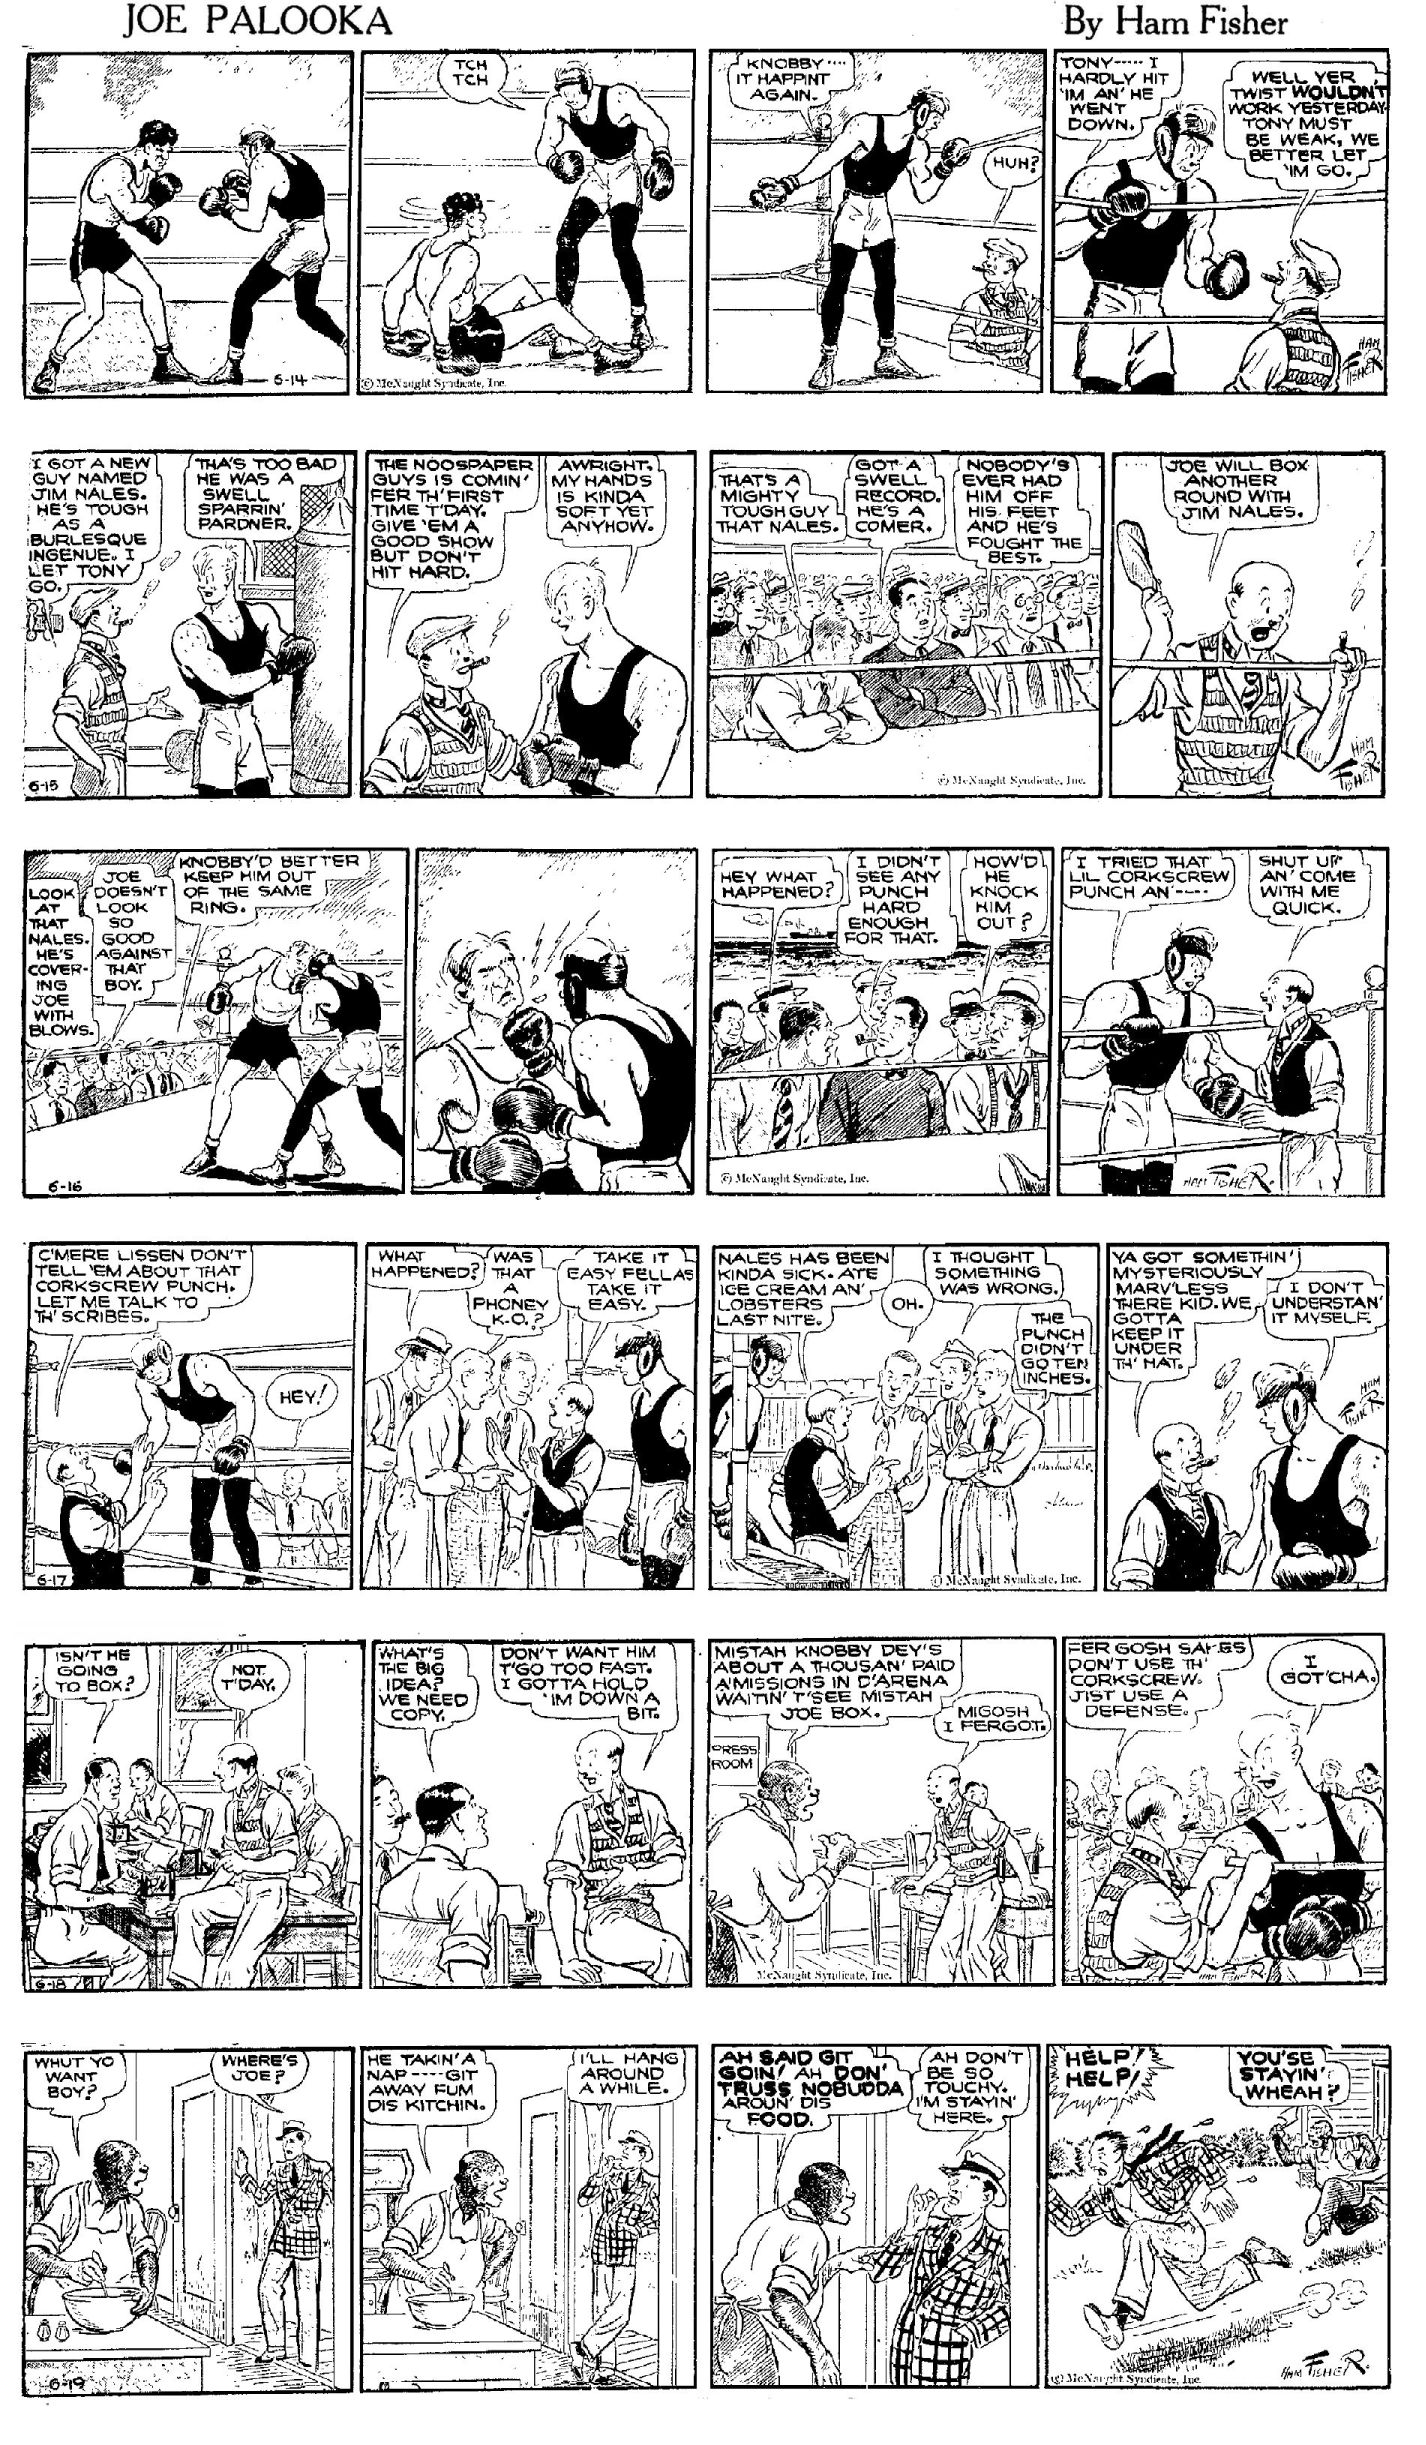 JOE PALOOKA
By Ham Fisher
6-14
TCH
TCH
© McNaught Syndicate, Inc.
KNOBBY ....
IT HAPPINT
AGAIN.
HUH?
TONY----- I
HARDLY HIT
'IM AN' HE
WENT
DOWN.
WELL YER
TWIST WOULDN'T
WORK YESTERDAY
TONY MUST
BE WEAK, WE
BETTER LET
'IM GO.
HAM
FISHER
I GOT A NEW
GUY NAMED
JIM NALES.
HE'S TOUGH
AS A
BURLESQUE
INGENUE. I
LET TONY
GO.
THA'S TOO BAD
HE WAS A
SWELL
SPARRIN'
PARDNER.
6-15
THE NOOSPAPER
GUYS IS COMIN'
FER TH' FIRST
TIME T'DAY.
GIVE 'EM A
GOOD SHOW
BUT DON'T
HIT HARD.
AWRIGHT.
MY HANDS
IS KINDA
SOFT YET
ANYHOW.
THAT'S A
MIGHTY
TOUGH GUY
THAT NALES.
GOT A
SWELL
RECORD.
HE'S A
COMER.
NOBODY'S
EVER HAD
HIM OFF
HIS FEET
AND HE'S
FOUGHT THE
BEST.
© McNaught Syndicate, Inc.
JOE WILL BOX
ANOTHER
ROUND WITH
JIM NALES.
HAM
FISHER
LOOK
AT
THAT
NALES.
HE'S
COVER-
ING
JOE
WITH
BLOWS.
JOE
DOESN'T
LOOK
SO
GOOD
AGAINST
THAT
BOY.
KNOBBY'D BETTER
KEEP HIM OUT
OF THE SAME
RING.
6-16
HEY WHAT
HAPPENED?
I DIDN'T
SEE ANY
PUNCH
HARD
ENOUGH
FOR THAT.
HOW'D
HE
KNOCK
HIM
OUT?
© McNaught Syndicate, Inc.
I TRIED THAT
LIL CORKSCREW
PUNCH AN'----
SHUT UP
AN' COME
WITH ME
QUICK.
HAM FISHER.
C'MERE LISSEN DON'T
TELL 'EM ABOUT THAT
CORKSCREW PUNCH.
LET ME TALK TO
TH' SCRIBES.
HEY!
6-17
WHAT
HAPPENED?
WAS
THAT
A
PHONEY
K.O.?
TAKE IT
EASY FELLAS
TAKE IT
EASY.
NALES HAS BEEN
KINDA SICK. ATE
ICE CREAM AN'
LOBSTERS
LAST NITE.
OH.
I THOUGHT
SOMETHING
WAS WRONG.
THE
PUNCH
DIDN'T
GO TEN
INCHES.
© McNaught Syndicate, Inc.
YA GOT SOMETHIN'
MYSTERIOUSLY
MARV'LESS
THERE KID. WE
GOTTA
KEEP IT
UNDER
TH' HAT.
I DON'T
UNDERSTAN'
IT MYSELF.
HAM
FISHER
ISN'T HE
GOING
TO BOX?
NOT
T'DAY.
6-18
WHAT'S
THE BIG
IDEA?
WE NEED
COPY.
DON'T WANT HIM
T'GO TOO FAST.
I GOTTA HOLD
'IM DOWN A
BIT.
MISTAH KNOBBY DEY'S
ABOUT A THOUSAN' PAID
A'MISSIONS IN D'ARENA
WAITIN' T'SEE MISTAH
JOE BOX.
MIGOSH
I FERGOT.
PRESS
ROOM
McNaught Syndicate, Inc.
FER GOSH SAKES
DON'T USE TH'
CORKSCREW.
JIST USE A
DEFENSE.
I
GOT'CHA.
HAM FISHER
WHUT YO
WANT
BOY?
WHERE'S
JOE?
6-19
HE TAKIN' A
NAP ----GIT
AWAY FUM
DIS KITCHIN.
I'LL HANG
AROUND
A WHILE.
AH SAID GIT
GOIN! AH DON'
TRUSS NOBUDDA
AROUN' DIS
FOOD.
AH DON'T
BE SO
TOUCHY.
I'M STAYIN'
HERE.
HELP!
HELP!
YOU'SE
STAYIN'
WHEAH?
© McNaught Syndicate, Inc.
HAM FISHER.